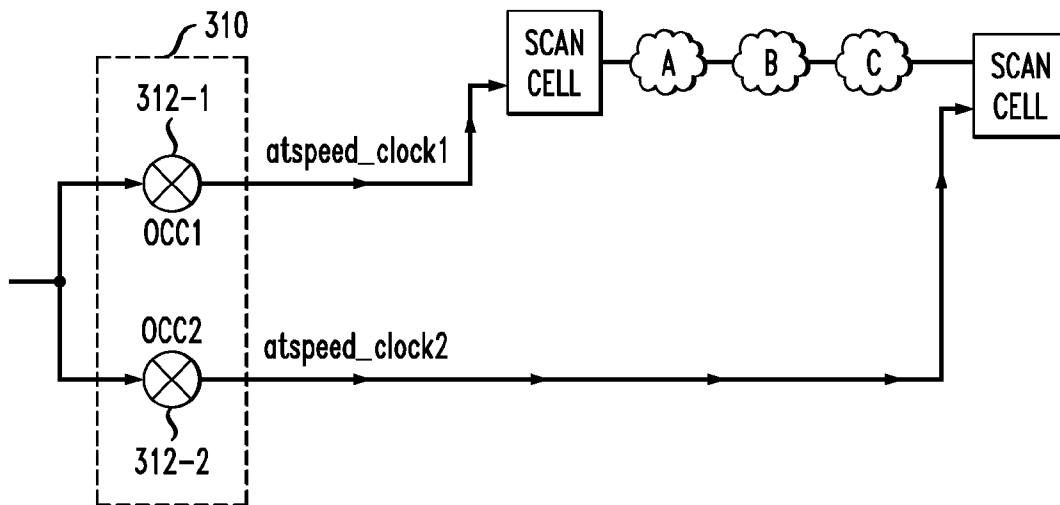 310
312-1
OCC1
atspeed_clock1
SCAN
CELL
A
B
C
SCAN
CELL
OCC2
312-2
atspeed_clock2